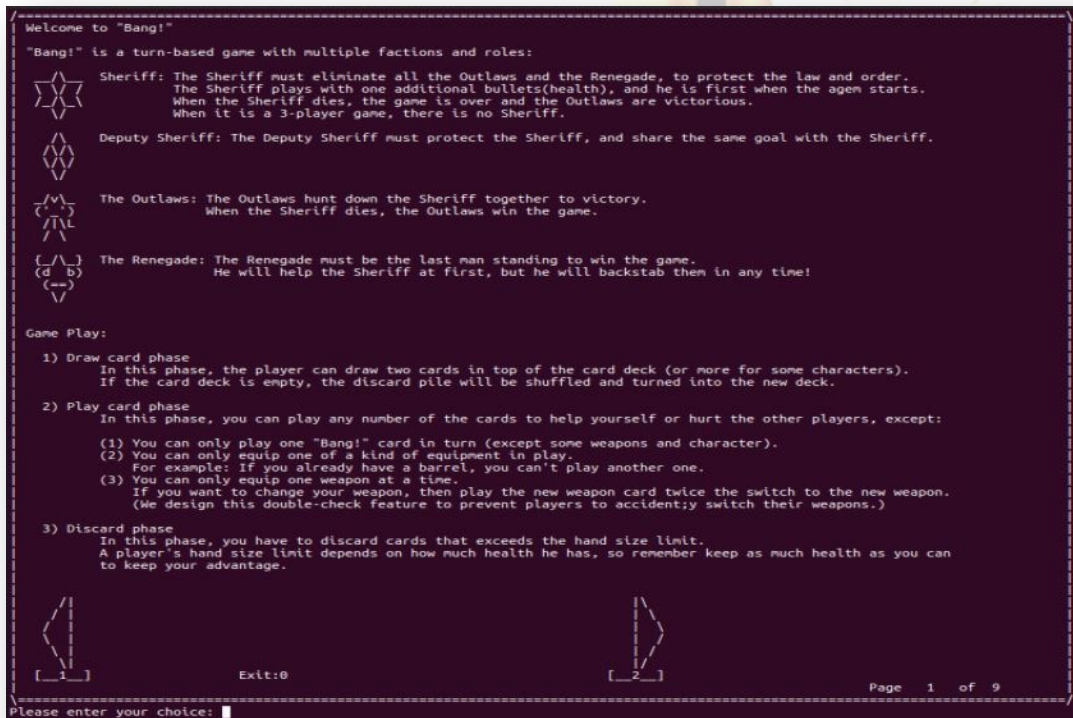 Welcome to "Bang!"
"Bang!" is a turn-based game with multiple factions and roles:
Sheriff: The Sheriff must eliminate all the Outlaws and the Renegade, to protect the law and order.
The Sheriff plays with one additional bullets(health), and he is first when the agem starts.
When the Sheriff dies, the game is over and the Outlaws are victorious.
When it is a 3-player game, there is no Sheriff.
Deputy Sheriff: The Deputy Sheriff must protect the Sheriff, and share the same goal with the Sheriff.
The Outlaws: The Outlaws hunt down the Sheriff together to victory.
When the Sheriff dies, the Outlaws win the game.
The Renegade: The Renegade must be the last man standing to win the game.
He will help the Sheriff at first, but he will backstab them in any time!
Game Play:
1) Draw card phase
In this phase, the player can draw two cards in top of the card deck (or more for some characters).
If the card deck is empty, the discard pile will be shuffled and turned into the new deck.
2) Play card phase
In this phase, you can play any number of the cards to help yourself or hurt the other players, except:
(1) You can only play one "Bang!" card in turn (except some weapons and character).
(2) You can only equip one of a kind of equipment in play.
For example: If you already have a barrel, you can't play another one.
(3) You can only equip one weapon at a time.
If you want to change your weapon, then play the new weapon card twice the switch to the new weapon.
(We design this double-check feature to prevent players to accident;y switch their weapons.)
3) Discard phase
In this phase, you have to discard cards that exceeds the hand size limit.
A player's hand size limit depends on how much health he has, so remember keep as much health as you can
to keep your advantage.
[__1__] Exit:0 [__2__]
Page 1 of 9
Please enter your choice: